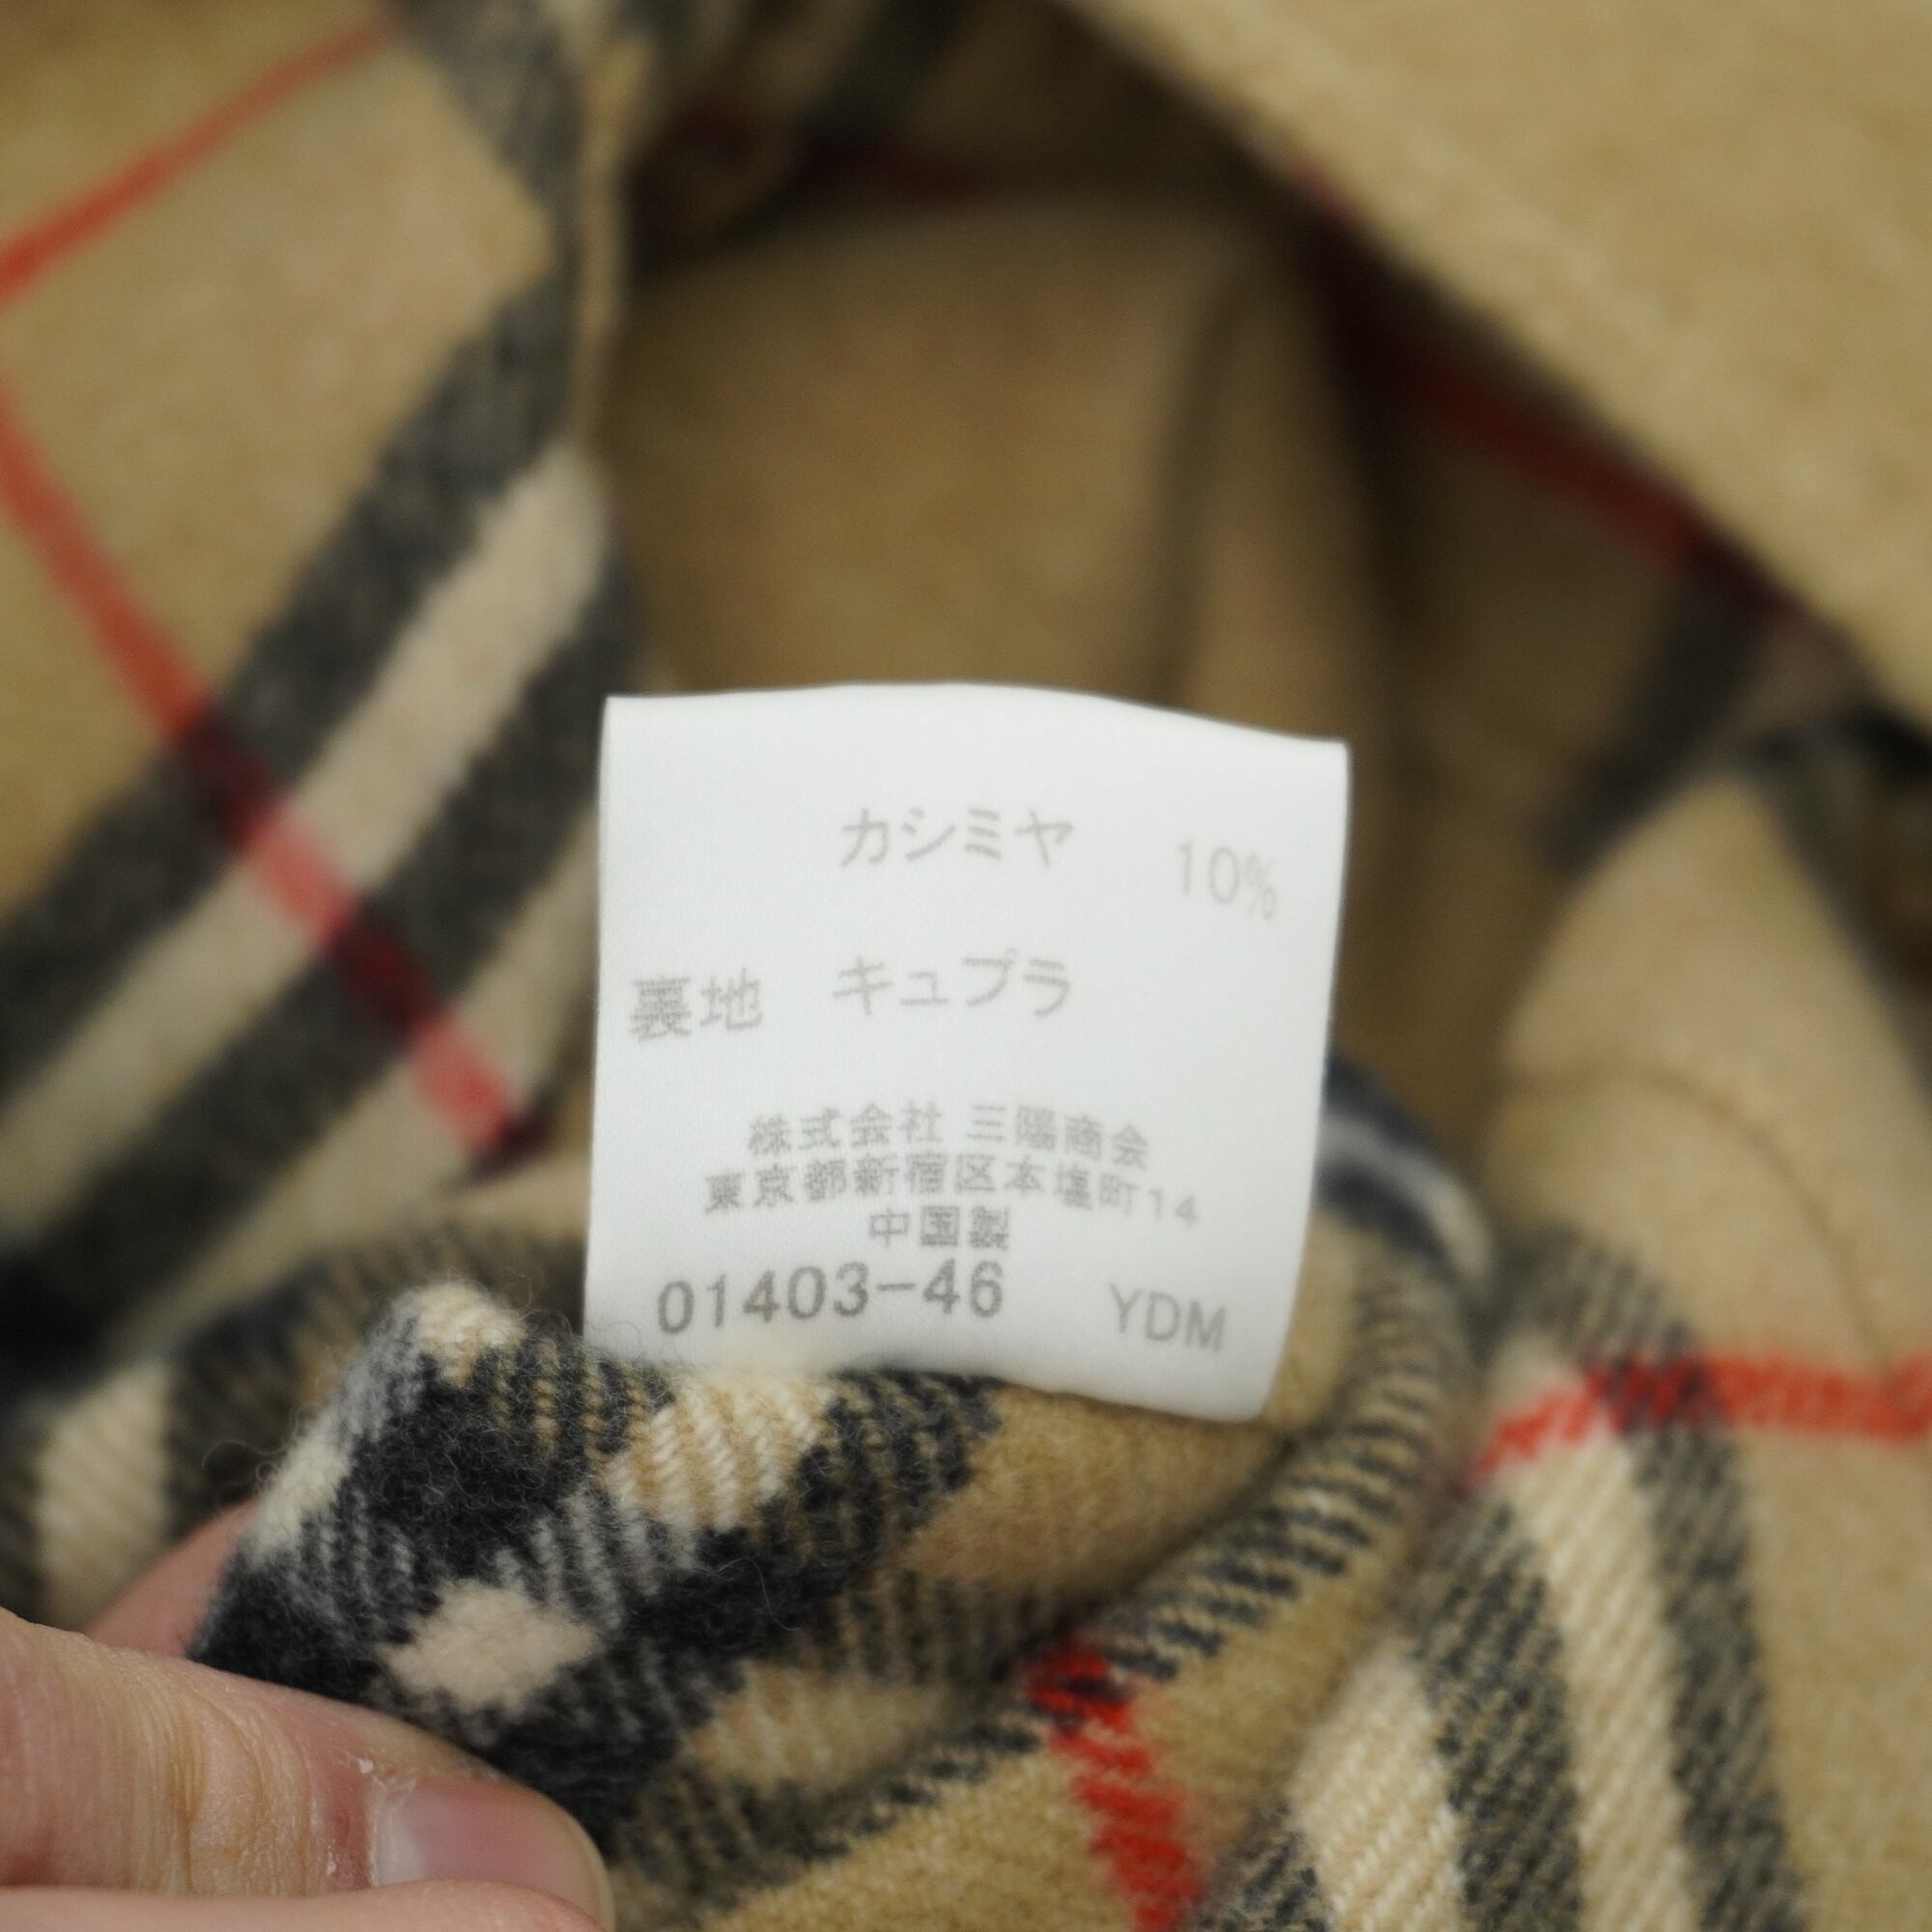 カシミヤ 10%
裏地 キュプラ
株式会社 三陽商会
東京都新宿区本塩町14
中国製
01403-46 YDM